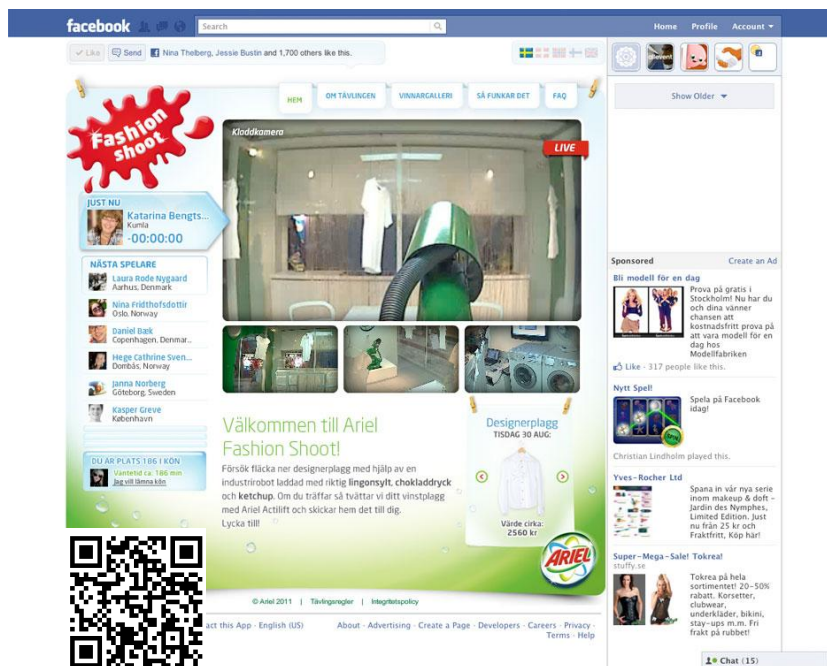 facebook
Search
Home Profile Account
Like Send Nina Thelberg, Jessie Bustin and 1,700 others like this.
HEM OM TÄVLINGEN VINNARGALLERI SÅ FUNKAR DET FAQ
Fashion
shoot
Kladdkamera
LIVE
JUST NU
Katarina Bengts...
Kumla
-00:00:00
NÄSTA SPELARE
Laura Rode Nygaard
Aarhus, Denmark
Nina Fridthofsdottir
Oslo, Norway
Daniel Bæk
Copenhagen, Denmar..
Hege Cathrine Sven...
Dombås, Norway
Janna Norberg
Göteborg, Sweden
Kasper Greve
København
DU ÄR PLATS 186 I KÖN
Väntetid ca: 186 min
Jag vill lämna kön
Välkommen till Ariel
Fashion Shoot!
Försök fläcka ner designerplagg med hjälp av en
industrirobot laddad med riktig lingonsylt, chokladdryck
och ketchup. Om du träffar så tvättar vi ditt vinstplagg
med Ariel Actilift och skickar hem det till dig.
Lycka till!
Designerplagg
TISDAG 30 AUG:
Värde cirka:
2560 kr
ARIEL
© Ariel 2011 | Tävlingsregler | Integritetspolicy
act this App · English (US)
About · Advertising · Create a Page · Developers · Careers · Privacy ·
Terms · Help
Show Older
Sponsored Create an Ad
Bli modell för en dag
Prova på gratis i
Stockholm! Nu har du
och dina vänner
chansen att
kostnadsfritt prova på
att vara modell för en
dag hos
Modellfabriken
Like · 317 people like this.
Nytt Spel!
Spela på Facebook
idag!
SPIN
Christian Lindholm played this.
Yves-Rocher Ltd
Spana in vår nya serie
inom makeup & doft -
Jardin des Nymphes,
Limited Edition. Just
nu från 25 kr och
Fraktfritt, Köp här!
Super-Mega-Sale! Tokrea!
stuffy.se
Tokrea på hela
sortimentet! 20-50%
rabatt. Korsetter,
clubwear,
underkläder, bikini,
stay-ups m.m. Fri
frakt på rubbet!
Chat (15)